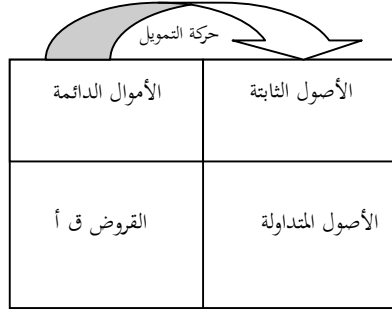 حركة التمويل
الأصول الثابتة
الأموال الدائمة
الأصول المتداولة
القروض ق أ